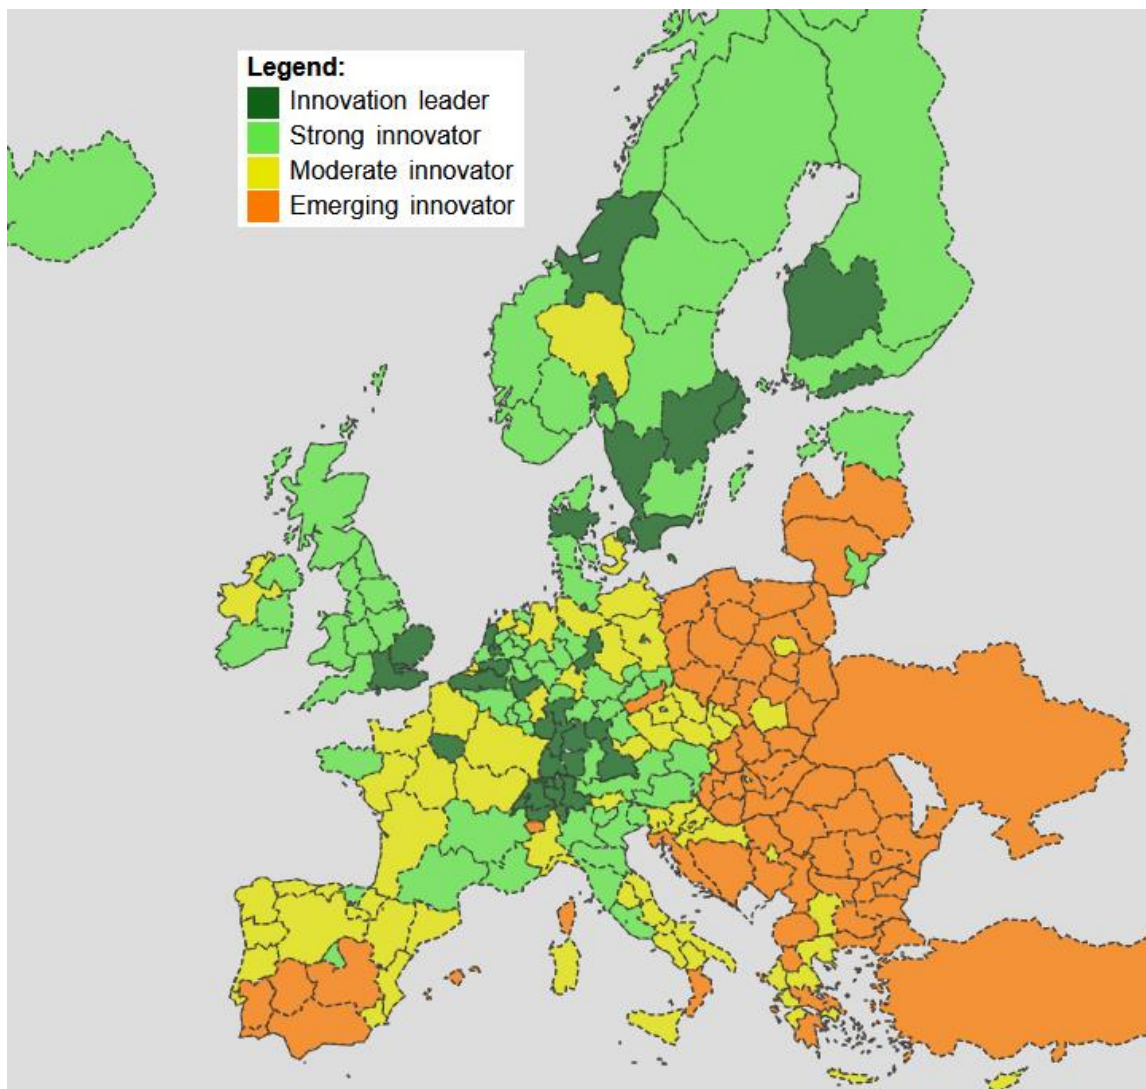 Legend:
Innovation leader
Strong innovator
Moderate innovator
Emerging innovator